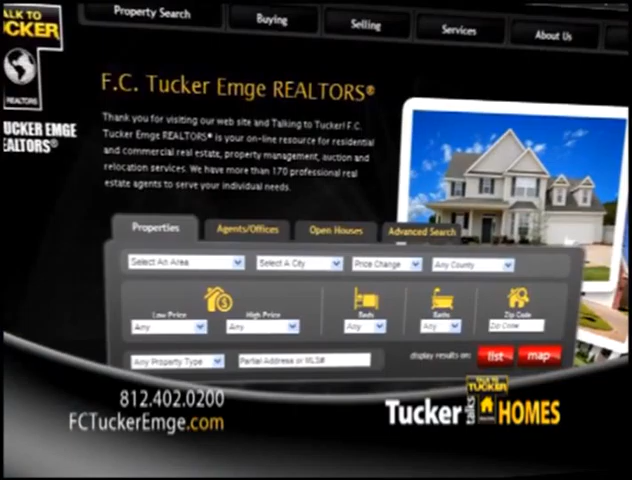 Property Search
Buying
Selling
Services
About Us
ALK TO
CKER
REALTORS
UCKER EMGE
EALTORS®
F.C. Tucker Emge REALTORS®
Thank you for visiting our web site and Talking to Tucker! F.C.
Tucker Emge REALTORS® is your on-line resource for residential
and commercial real estate, property management, auction and
relocation services. We have more than 170 professional real
estate agents to serve your individual needs.
Properties
Agents/Offices
Open Houses
Advanced Search
Select An Area
Select A City
Price Change
Any County
Low Price
High Price
Beds
Baths
Zip Code
Any
Any
Any
Any
Zip Code
Any Property Type
Partial Address or MLS#
display results on:
list
map
812.402.0200
FCTuckerEmge.com
Tucker
talks
TALK TO
TUCKER
HOMES